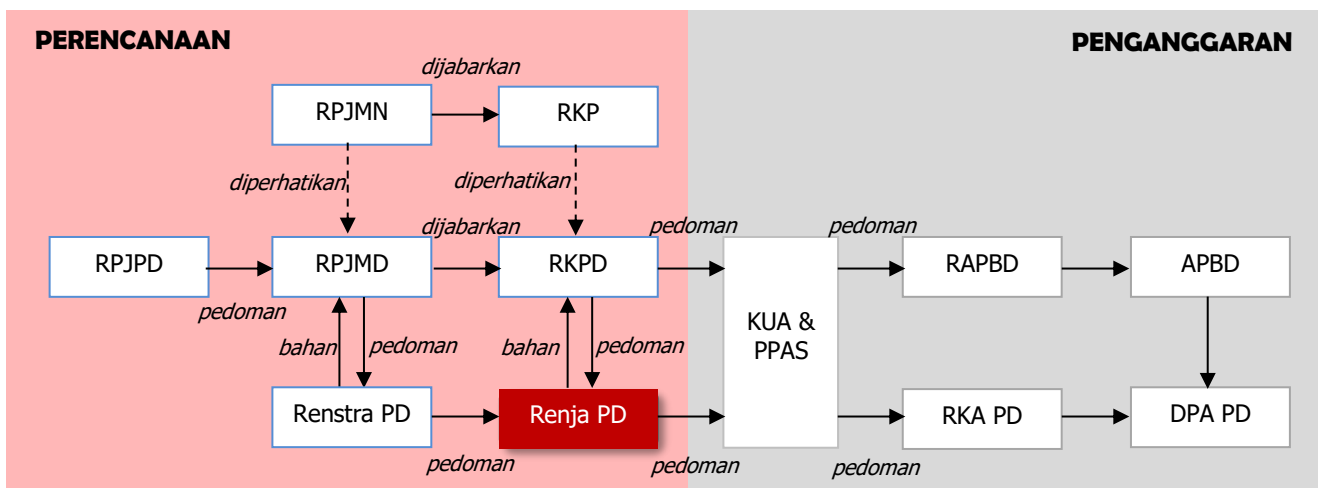 PERENCANAAN
PENGANGGARAN
dijabarkan
RPJMN
RKP
diperhatikan
diperhatikan
dijabarkan
pedoman
pedoman
RPJPD
RPJMD
RKPD
RAPBD
APBD
pedoman
KUA &
PPAS
bahan
pedoman
bahan
pedoman
Renstra PD
Renja PD
RKA PD
DPA PD
pedoman
pedoman
pedoman